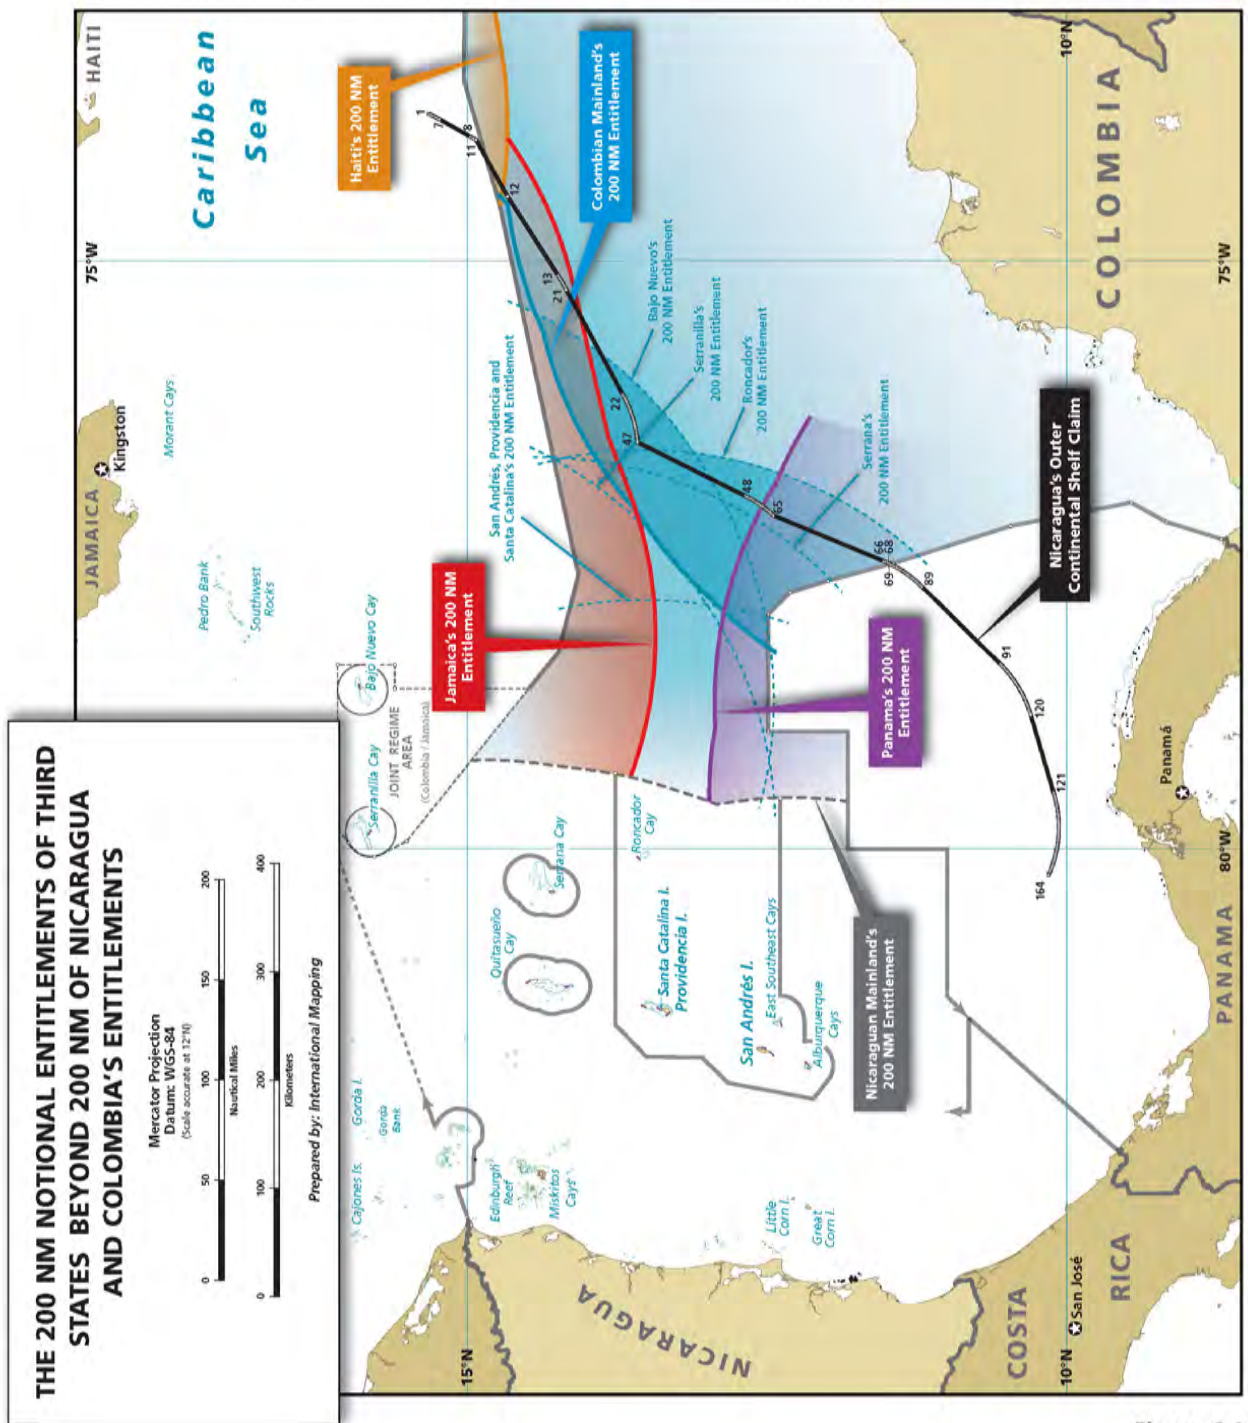 THE 200 NM NOTIONAL ENTITLEMENTS OF THIRD
STATES BEYOND 200 NM OF NICARAGUA
AND COLOMBIA'S ENTITLEMENTS
Mercator Projection
Datum: WGS-84
(Scale accurate at 12°N)
0 50 100 150 200
Nautical Miles
0 100 200 300 400
Kilometers
Prepared by: International Mapping
JAMAICA
Kingston
Morant Cays
Pedro Bank
Southwest
Rocks
HAITI
Caribbean
Sea
75°W
Haiti's 200 NM
Entitlement
Colombian Mainland's
200 NM Entitlement
Jamaica's 200 NM
Entitlement
San Andrés, Providencia and
Santa Catalina's 200 NM Entitlement
Bajo Nuevo's
200 NM Entitlement
Serranilla's
200 NM Entitlement
Roncador's
200 NM Entitlement
Serrana's
200 NM Entitlement
Panama's 200 NM
Entitlement
Nicaragua's Outer
Continental Shelf Claim
Nicaraguan Mainland's
200 NM Entitlement
Bajo Nuevo Cay
Serranilla Cay
JOINT REGIME
AREA
(Colombia / Jamaica)
Serrana Cay
Quitasueño
Cay
Roncador
Cay
Santa Catalina I.
Providencia I.
San Andrés I.
East Southeast Cays
Alburquerque
Cays
Gorda I.
Gorda
Bank
Cajones Is.
Edinburgh
Reef
Miskitos
Cays
Little
Corn I.
Great
Corn I.
1
7
8
11
12
13
21
22
47
48
65
66
68
69
89
91
120
121
164
15°N
10°N
10°N
15°N
75°W
80°W
NICARAGUA
COSTA
RICA
San José
PANAMA
Panamá
COLOMBIA